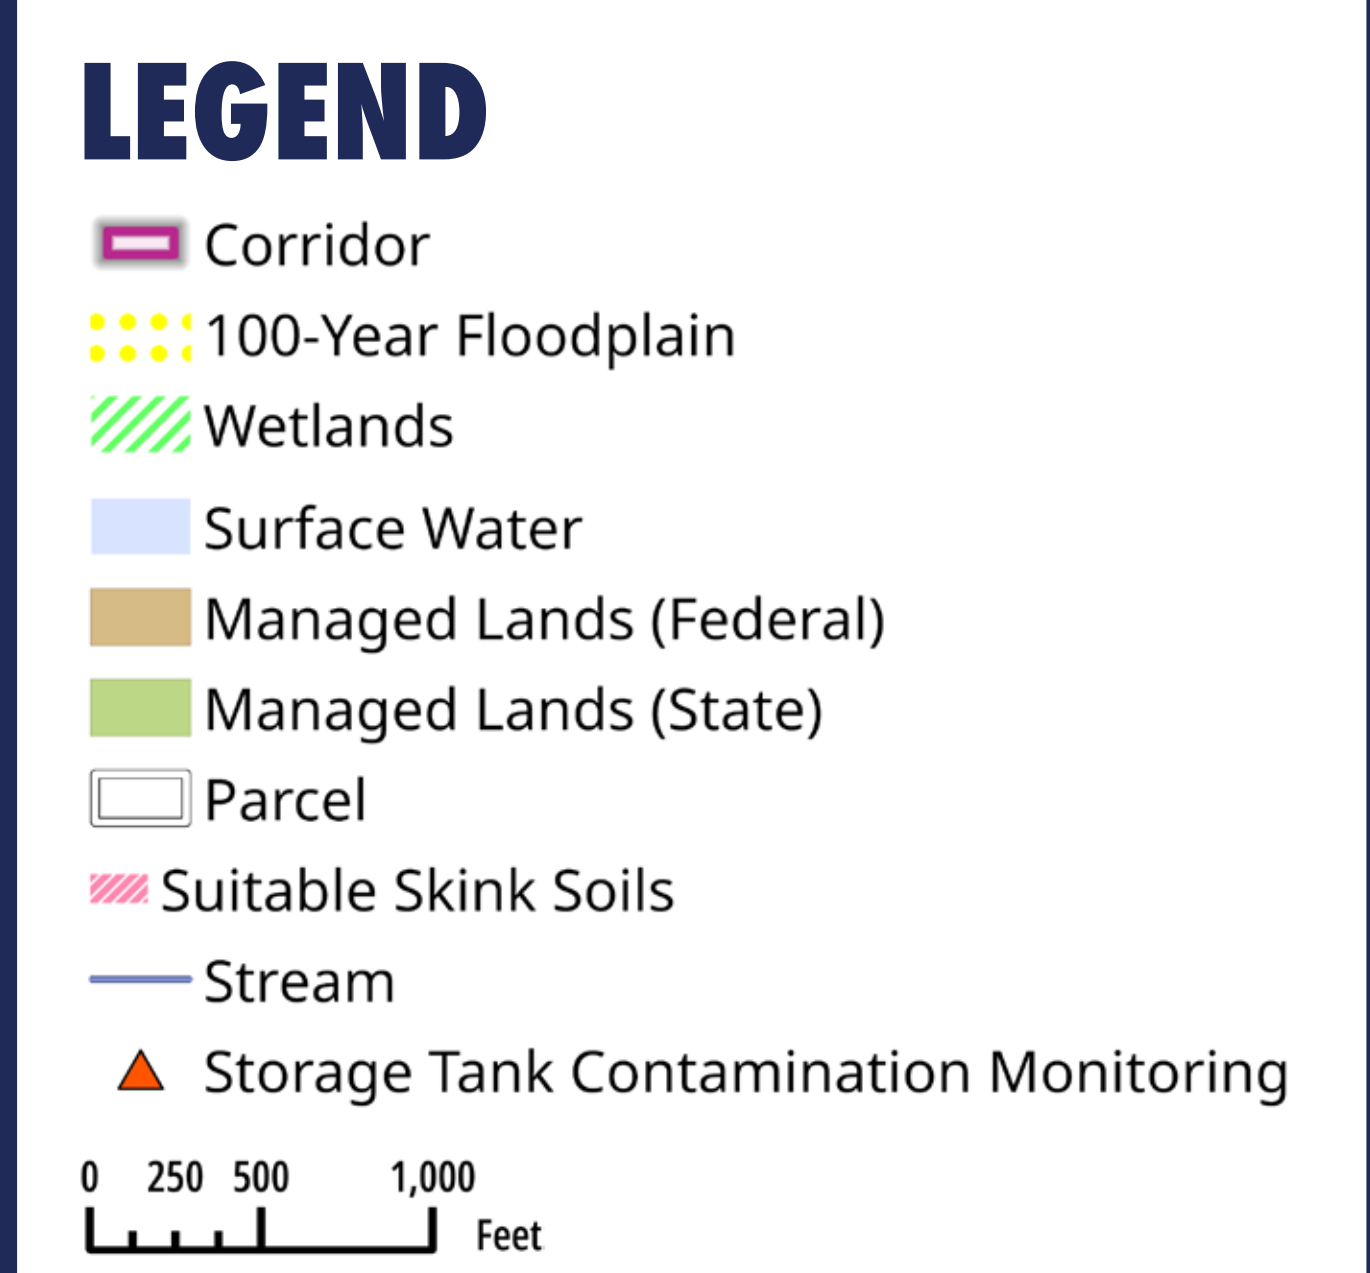 LEGEND
Corridor
100-Year Floodplain
Wetlands
Surface Water
Managed Lands (Federal)
Managed Lands (State)
Parcel
Suitable Skink Soils
Stream
Storage Tank Contamination Monitoring
0 250 500 1,000
Feet